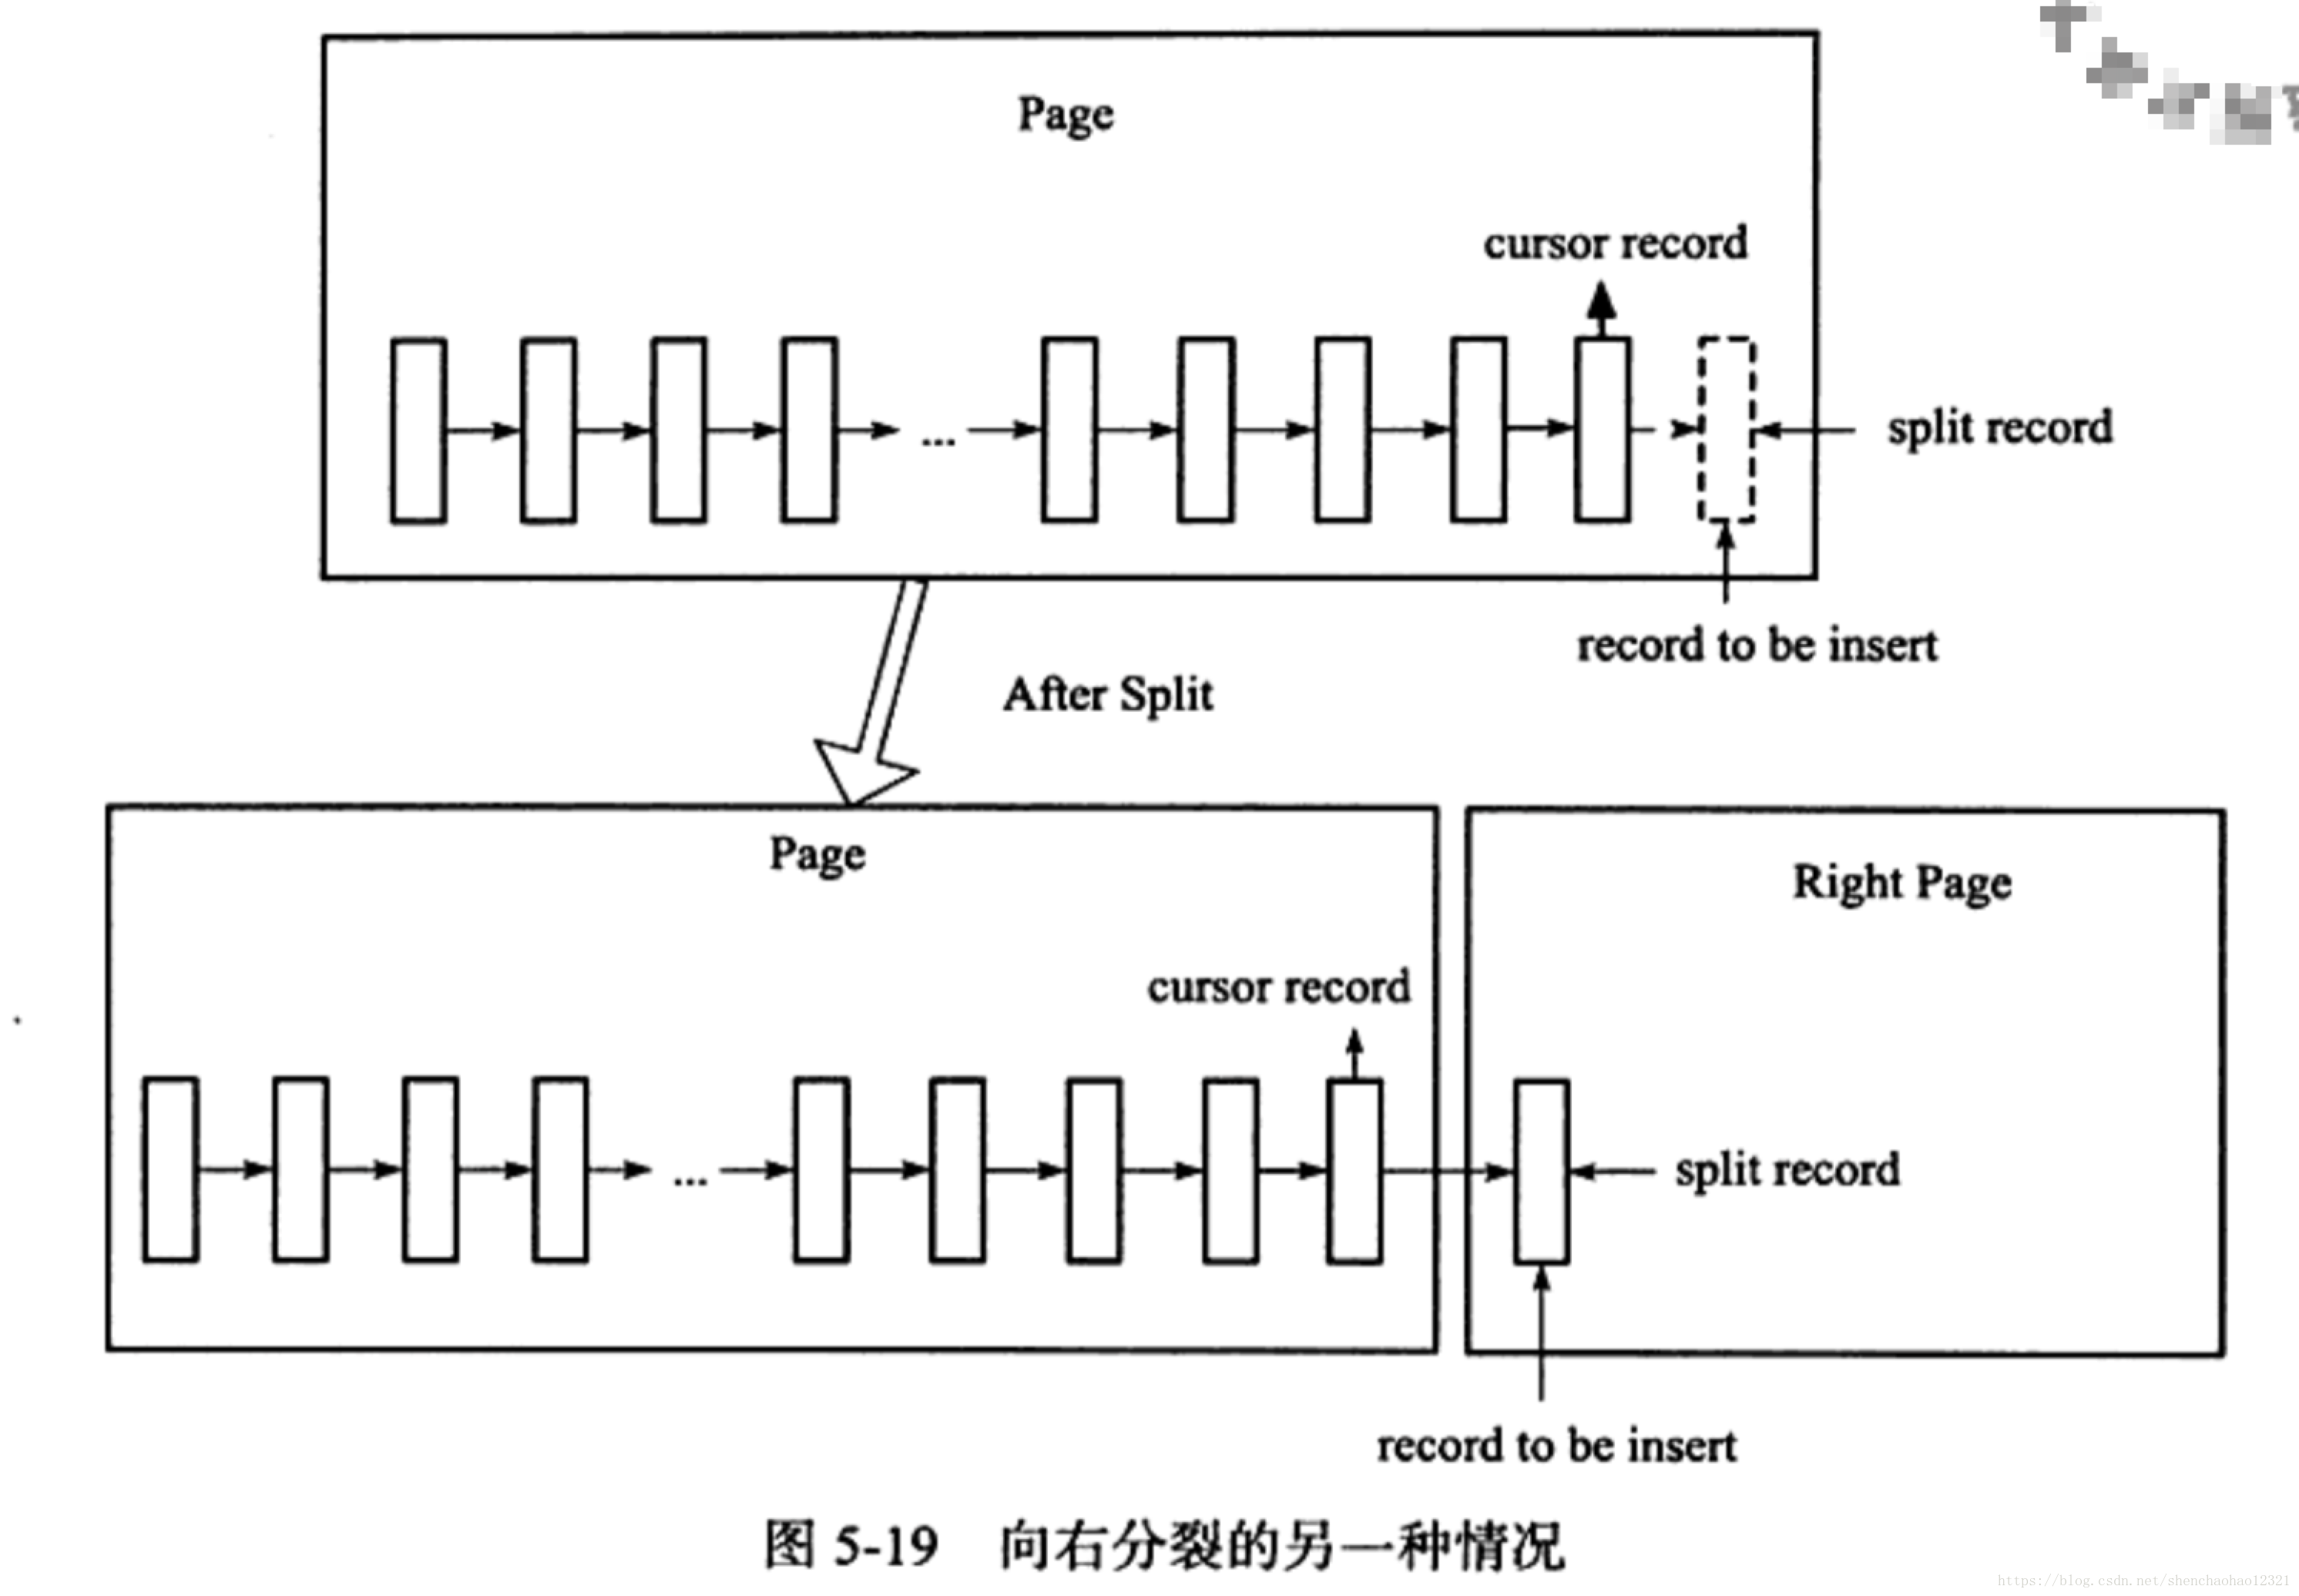 Page
cursor record
...
split record
record to be insert
After Split
Page
Right Page
cursor record
...
split record
record to be insert
图 5-19 向右分裂的另一种情况
https://blog.csdn.net/shenchaohao12321